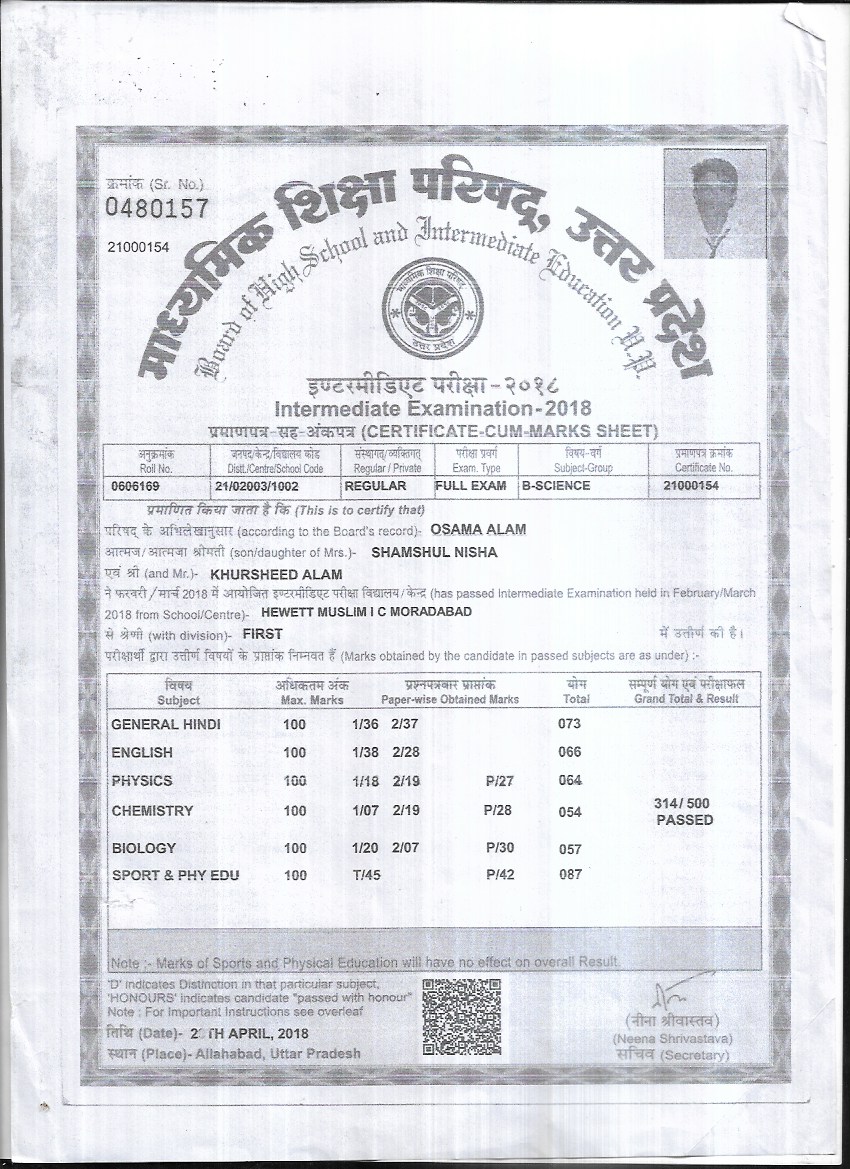 क्रमांक (Sr. No.)
0480157
21000154
माध्यमिक शिक्षा परिषद्, उत्तर प्रदेश
Board of High School and Intermediate Education U.P.
माध्यमिक शिक्षा परिषद्
उत्तर प्रदेश
इण्टरमीडिएट परीक्षा - २०१८
Intermediate Examination - 2018
प्रमाणपत्र-सह-अंकपत्र (CERTIFICATE-CUM-MARKS SHEET)
अनुक्रमांक जनपद/केन्द्र/विद्यालय कोड संस्थागत/व्यक्तिगत परीक्षा प्रवर्ग विषय-वर्ग प्रमाणपत्र क्रमांक
Roll No. Distt./Centre/School Code Regular / Private Exam. Type Subject-Group Certificate No.
0606169 21/02003/1002 REGULAR FULL EXAM B-SCIENCE 21000154
प्रमाणित किया जाता है कि (This is to certify that)
परिषद् के अभिलेखानुसार (according to the Board's record)- OSAMA ALAM
आत्मज/आत्मजा श्रीमती (son/daughter of Mrs.)- SHAMSHUL NISHA
एवं श्री (and Mr.)- KHURSHEED ALAM
ने फरवरी/मार्च 2018 में आयोजित इण्टरमीडिएट परीक्षा विद्यालय/केन्द्र (has passed Intermediate Examination held in February/March
2018 from School/Centre)- HEWETT MUSLIM I C MORADABAD
से श्रेणी (with division)- FIRST में उत्तीर्ण की है।
परीक्षार्थी द्वारा उत्तीर्ण विषयों के प्राप्तांक निम्नवत हैं (Marks obtained by the candidate in passed subjects are as under) :-
विषय अधिकतम अंक प्रश्नपत्रवार प्राप्तांक योग सम्पूर्ण योग एवं परीक्षाफल
Subject Max. Marks Paper-wise Obtained Marks Total Grand Total & Result
GENERAL HINDI 100 1/36 2/37 073
ENGLISH 100 1/38 2/28 066
PHYSICS 100 1/18 2/19 P/27 064
CHEMISTRY 100 1/07 2/19 P/28 054 314/ 500
PASSED
BIOLOGY 100 1/20 2/07 P/30 057
SPORT & PHY EDU 100 T/45 P/42 087
Note :- Marks of Sports and Physical Education will have no effect on overall Result.
'D' indicates Distinction in that particular subject,
'HONOURS' indicates candidate "passed with honour"
Note : For Important Instructions see overleaf
तिथि (Date)- APRIL, 2018
स्थान (Place)- Allahabad, Uttar Pradesh
(नीना श्रीवास्तव)
(Neena Shrivastava)
सचिव (Secretary)